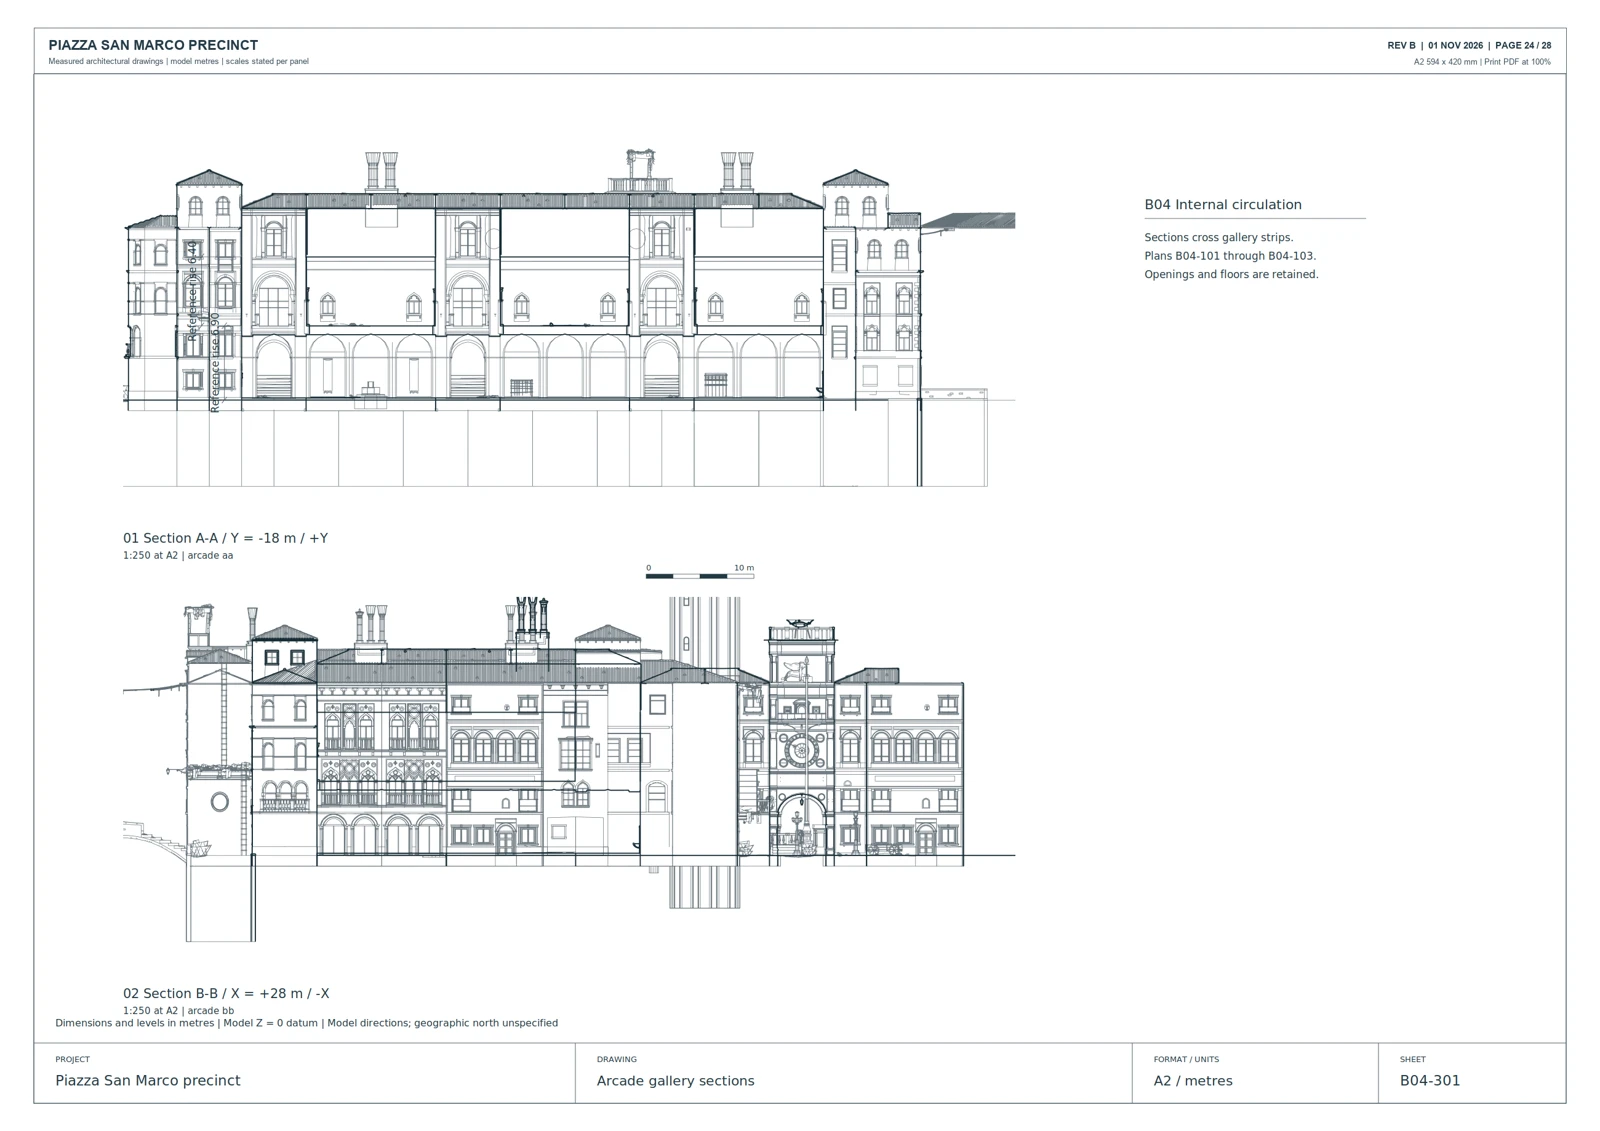 PIAZZA SAN MARCO PRECINCT
Measured architectural drawings | model metres | scales stated per panel
REV B | 01 NOV 2026 | PAGE 24 / 28
A2 594 x 420 mm | Print PDF at 100%
B04 Internal circulation
Sections cross gallery strips.
Plans B04-101 through B04-103.
Openings and floors are retained.
Reference rise 6.40
Reference rise 6.90
01 Section A-A / Y = -18 m / +Y
1:250 at A2 | arcade aa
0 10 m
02 Section B-B / X = +28 m / -X
1:250 at A2 | arcade bb
Dimensions and levels in metres | Model Z = 0 datum | Model directions; geographic north unspecified
PROJECT
Piazza San Marco precinct
DRAWING
Arcade gallery sections
FORMAT / UNITS
A2 / metres
SHEET
B04-301